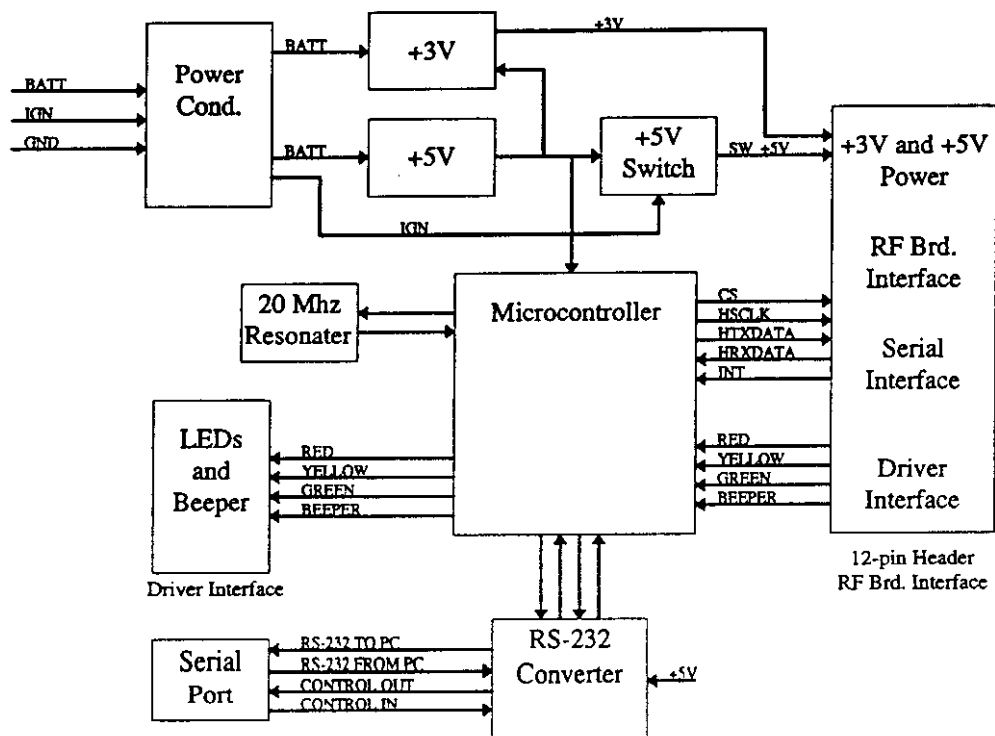 +3V
BATT
+3V
Power
Cond.
BATT
IGN
GND
BATT
+5V
+5V
Switch
SW +5V
IGN
+3V and +5V
Power
RF Brd.
Interface
Serial
Interface
Driver
Interface
20 Mhz
Resonater
Microcontroller
CS
HSCLK
HTXDATA
HRXDATA
INT
LEDs
and
Beeper
RED
YELLOW
GREEN
BEEPER
RED
YELLOW
GREEN
BEEPER
Driver Interface
12-pin Header
RF Brd. Interface
Serial
Port
RS-232 TO PC
RS-232 FROM PC
CONTROL OUT
CONTROL IN
RS-232
Converter
+5V